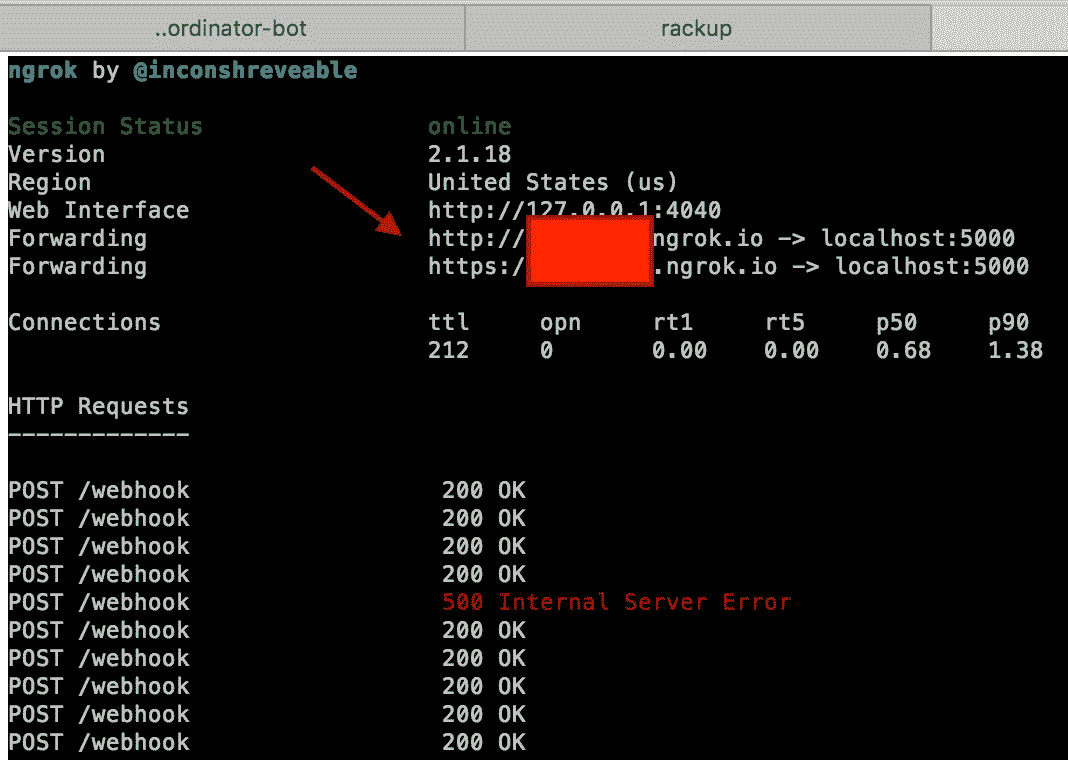 ..ordinator-bot rackup
ngrok by @inconshreveable
Session Status online
Version 2.1.18
Region United States (us)
Web Interface http://127.0.0.1:4040
Forwarding http:// ngrok.io -> localhost:5000
Forwarding https:/ .ngrok.io -> localhost:5000
Connections ttl opn rt1 rt5 p50 p90
212 0 0.00 0.00 0.68 1.38
HTTP Requests
-------------
POST /webhook 200 OK
POST /webhook 200 OK
POST /webhook 200 OK
POST /webhook 200 OK
POST /webhook 500 Internal Server Error
POST /webhook 200 OK
POST /webhook 200 OK
POST /webhook 200 OK
POST /webhook 200 OK
POST /webhook 200 OK